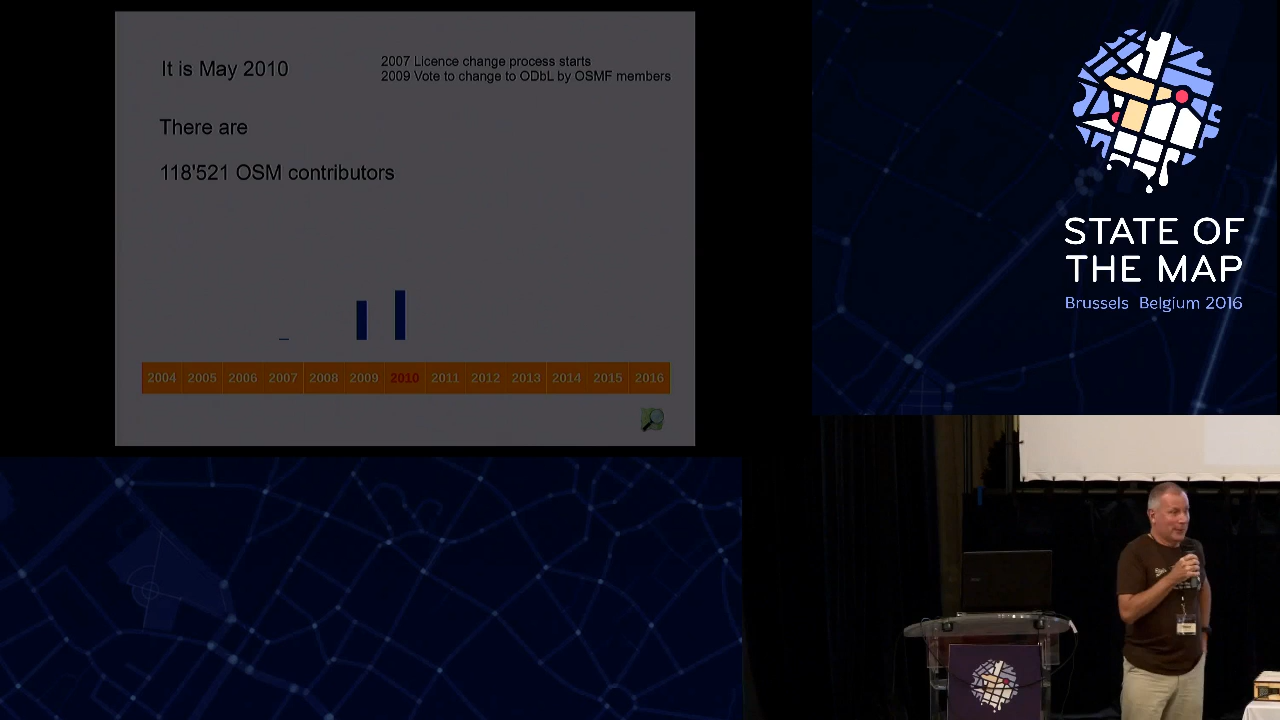 It is May 2010
2007 Licence change process starts
2009 Vote to change to ODbL by OSMF members
There are
118'521 OSM contributors
2004 2005 2006 2007 2008 2009 2010 2011 2012 2013 2014 2015 2016
STATE OF
THE MAP
Brussels Belgium 2016